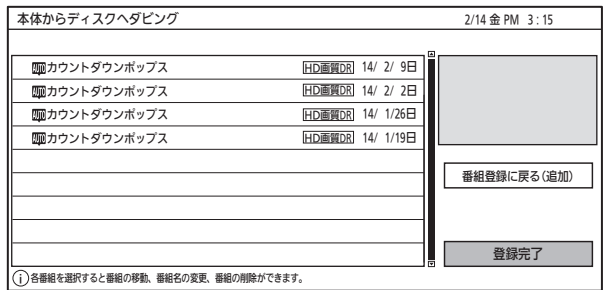 本体からディスクへダビング 2/14 金 PM 3:15
カウントダウンポップス HD画質DR 14/ 2/ 9日
カウントダウンポップス HD画質DR 14/ 2/ 2日
カウントダウンポップス HD画質DR 14/ 1/26日
カウントダウンポップス HD画質DR 14/ 1/19日
番組登録に戻る(追加)
登録完了
i 各番組を選択すると番組の移動、番組名の変更、番組の削除ができます。